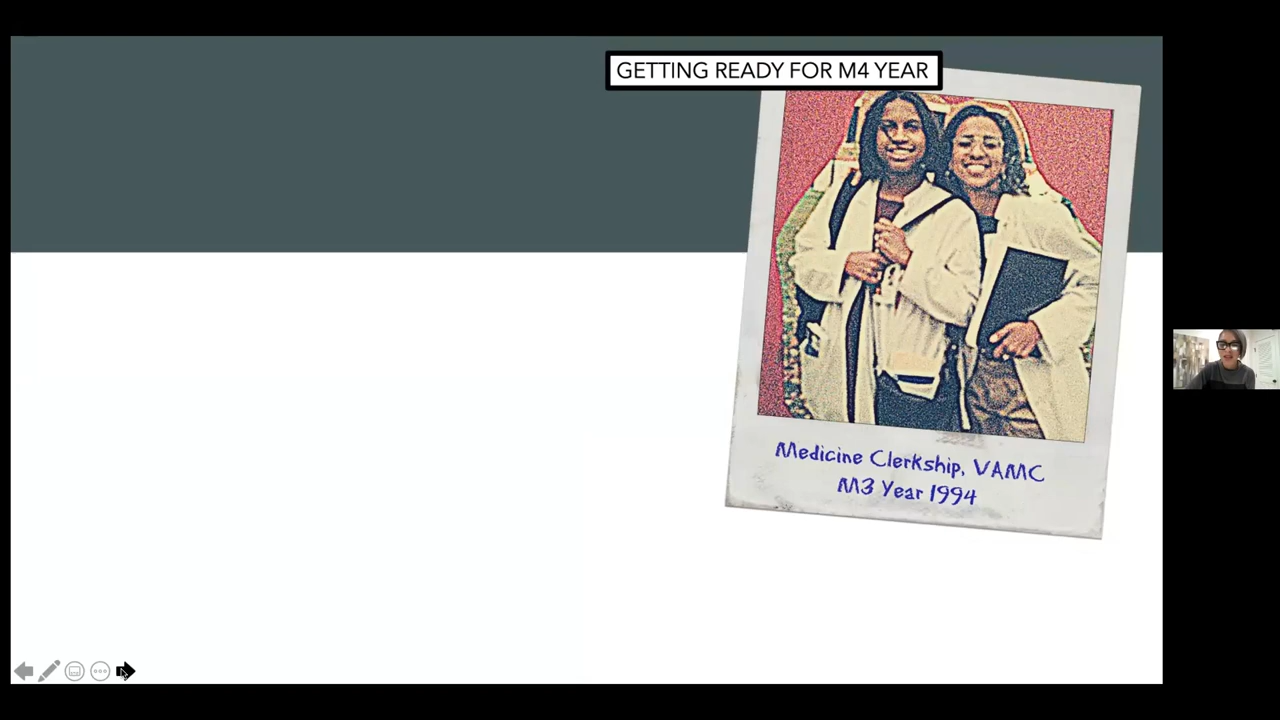 GETTING READY FOR M4 YEAR
Medicine Clerkship, VAMC
M3 Year 1994